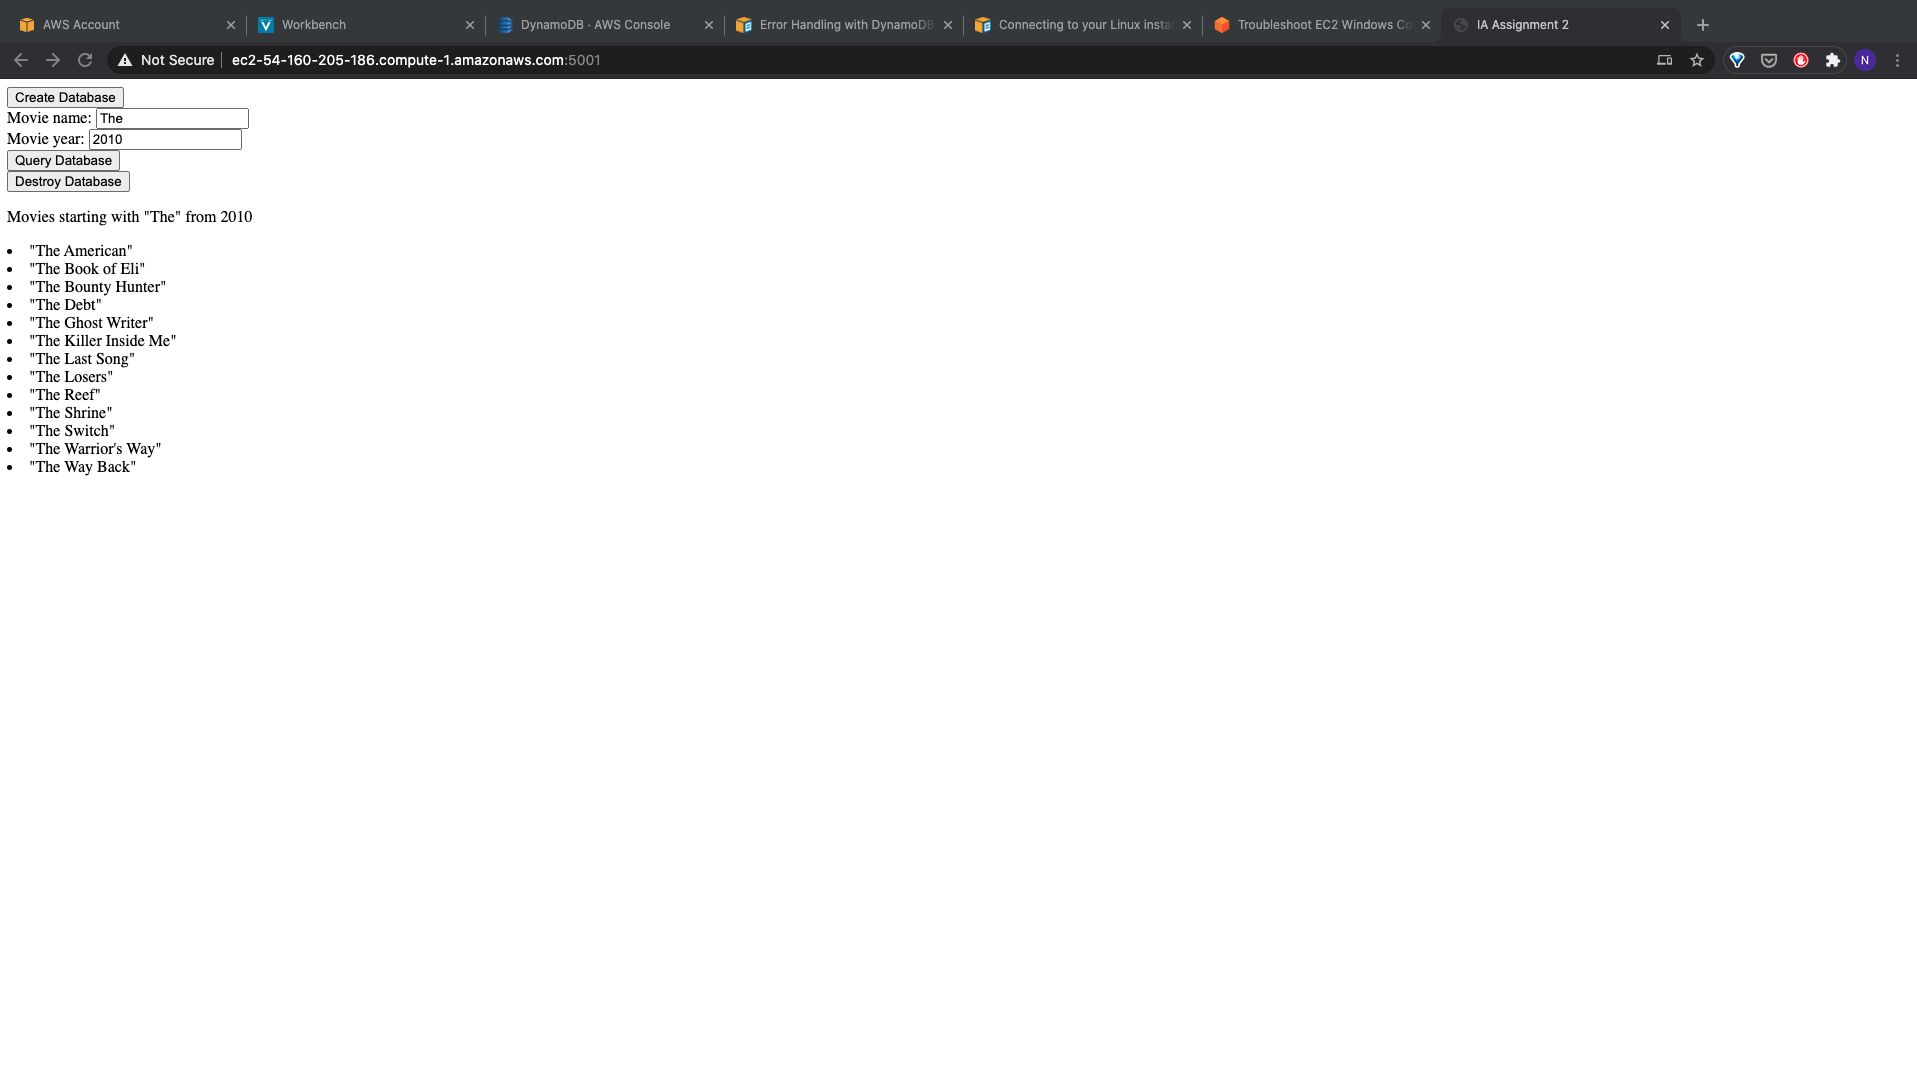 AWS Account
Workbench
DynamoDB · AWS Console
Error Handling with DynamoDB
Connecting to your Linux insta
Troubleshoot EC2 Windows Co
IA Assignment 2
Not Secure
ec2-54-160-205-186.compute-1.amazonaws.com:5001
N
Create Database
Movie name: The
Movie year: 2010
Query Database
Destroy Database
Movies starting with "The" from 2010
• "The American"
• "The Book of Eli"
• "The Bounty Hunter"
• "The Debt"
• "The Ghost Writer"
• "The Killer Inside Me"
• "The Last Song"
• "The Losers"
• "The Reef"
• "The Shrine"
• "The Switch"
• "The Warrior's Way"
• "The Way Back"